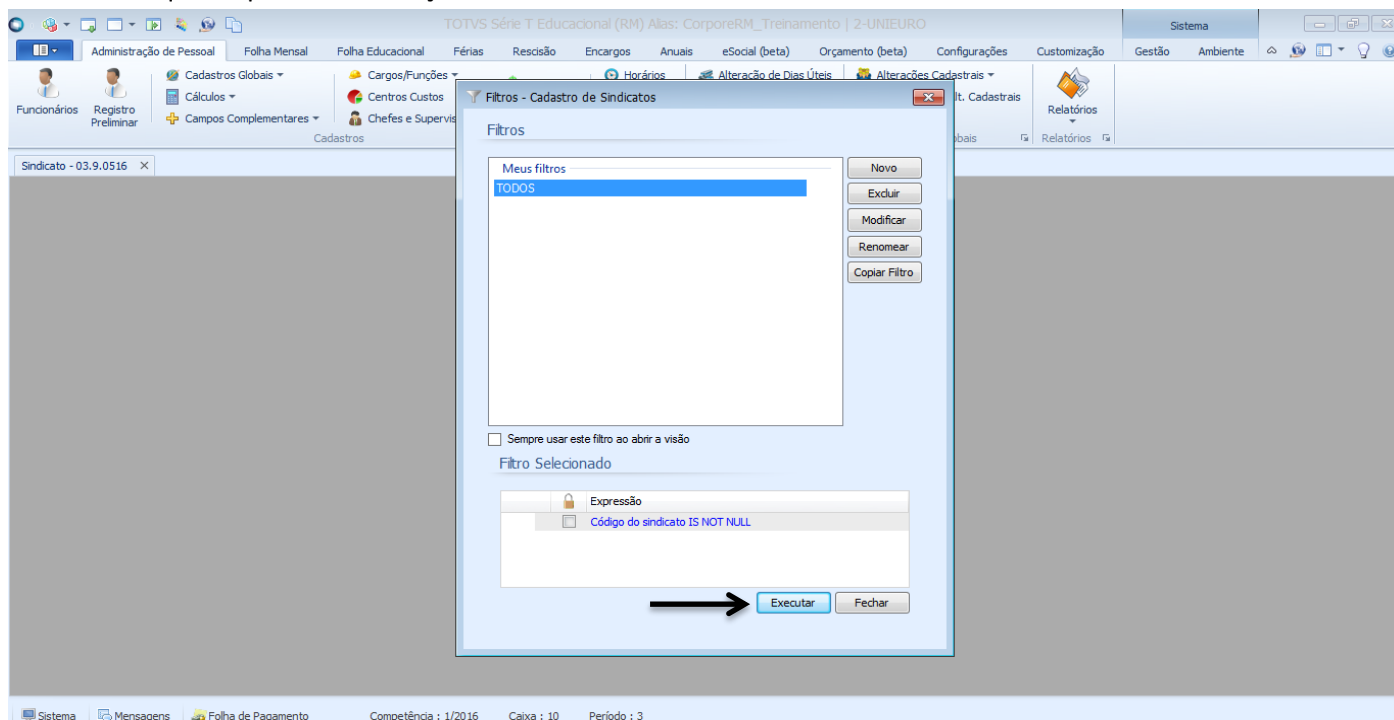 TOTVS Série T Educacional (RM) Alias: CorporeRM_Treinamento | 2-UNIEURO
Sistema
Administração de Pessoal Folha Mensal Folha Educacional Férias Rescisão Encargos Anuais eSocial (beta) Orçamento (beta) Configurações Customização Gestão Ambiente
Funcionários
Registro Preliminar
Cadastros Globais
Cálculos
Campos Complementares
Cargos/Funções
Centros Custos
Chefes e Supervis
Horários
Alteração de Dias Úteis
Alterações Cadastrais
lt. Cadastrais
Relatórios
Cadastros
obais
Relatórios
Sindicato - 03.9.0516
Filtros - Cadastro de Sindicatos
Filtros
Meus filtros
TODOS
Novo
Excluir
Modificar
Renomear
Copiar Filtro
Sempre usar este filtro ao abrir a visão
Filtro Selecionado
Expressão
Código do sindicato IS NOT NULL
Executar Fechar
Sistema Mensagens Folha de Pagamento Competência : 1/2016 Caixa : 10 Período : 3